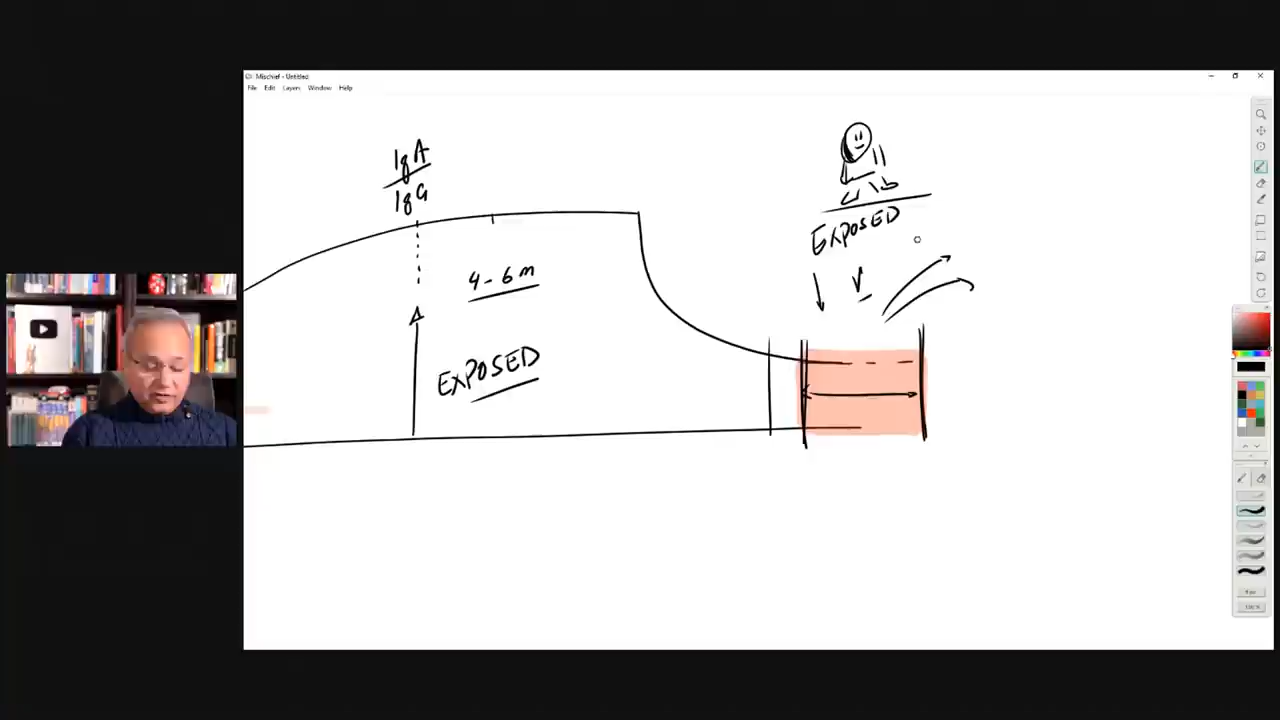 Mischief - Untitled
File Edit Layers Window Help
IgA
IgG
4-6m
EXPOSED
EXPOSED
V